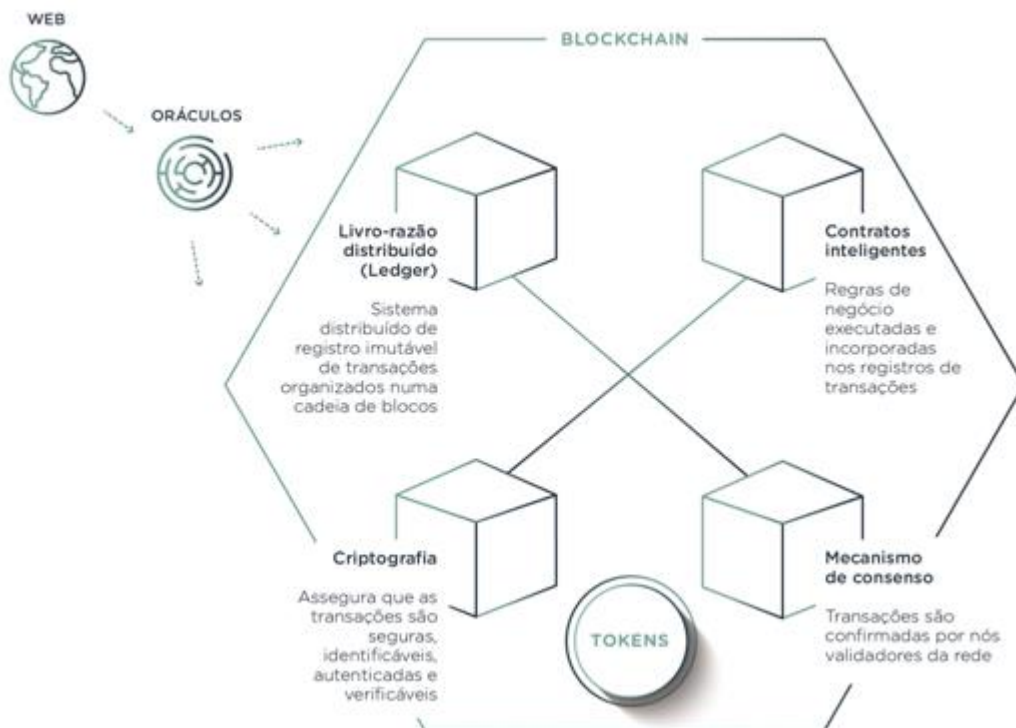 WEB
ORÁCULOS
BLOCKCHAIN
Livro-razão
distribuído
(Ledger)
Sistema
distribuído de
registro imutável
de transações
organizados numa
cadeia de blocos
Contratos
inteligentes
Regras de
negócio
executadas e
incorporadas
nos registros de
transações
Criptografia
Assegura que as
transações são
seguras,
identificáveis,
autenticadas e
verificáveis
TOKENS
Mecanismo
de consenso
Transações são
confirmadas por nós
validadores da rede